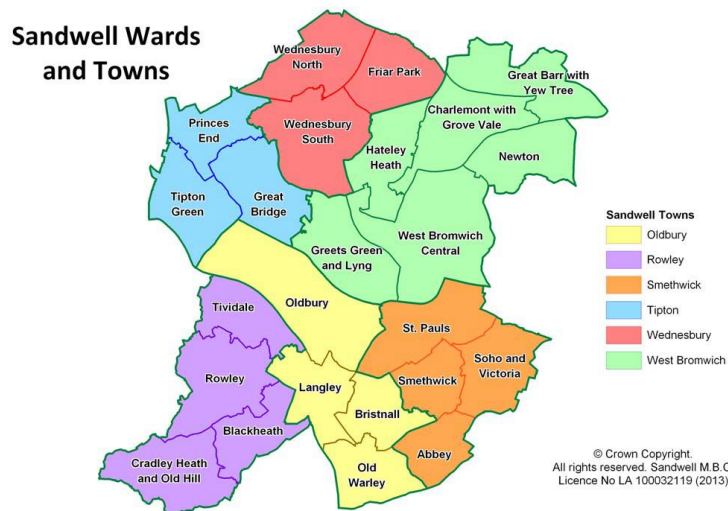 Sandwell Wards
and Towns
Wednesbury
North
Friar Park
Great Barr with
Yew Tree
Charlemont with
Grove Vale
Princes
End
Wednesbury
South
Hateley
Heath
Newton
Tipton
Green
Great
Bridge
Greets Green
and Lyng
West Bromwich
Central
Sandwell Towns
Oldbury
Rowley
Smethwick
Tipton
Wednesbury
West Bromwich
Tividale
Oldbury
St. Pauls
Soho and
Victoria
Rowley
Langley
Smethwick
Bristnall
Blackheath
Abbey
Cradley Heath
and Old Hill
Old
Warley
© Crown Copyright.
All rights reserved. Sandwell M.B.C
Licence No LA 100032119 (2013)